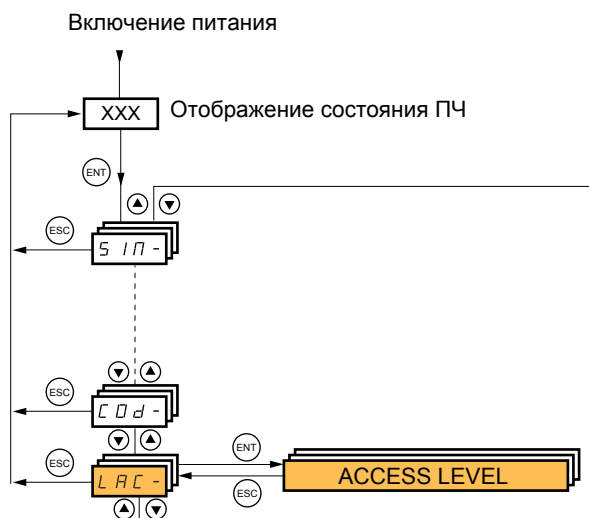 Включение питания
XXX
Отображение состояния ПЧ
ENT
ESC
SIM-
ESC
COd-
ENT
ESC
LAC-
ACCESS LEVEL
ESC